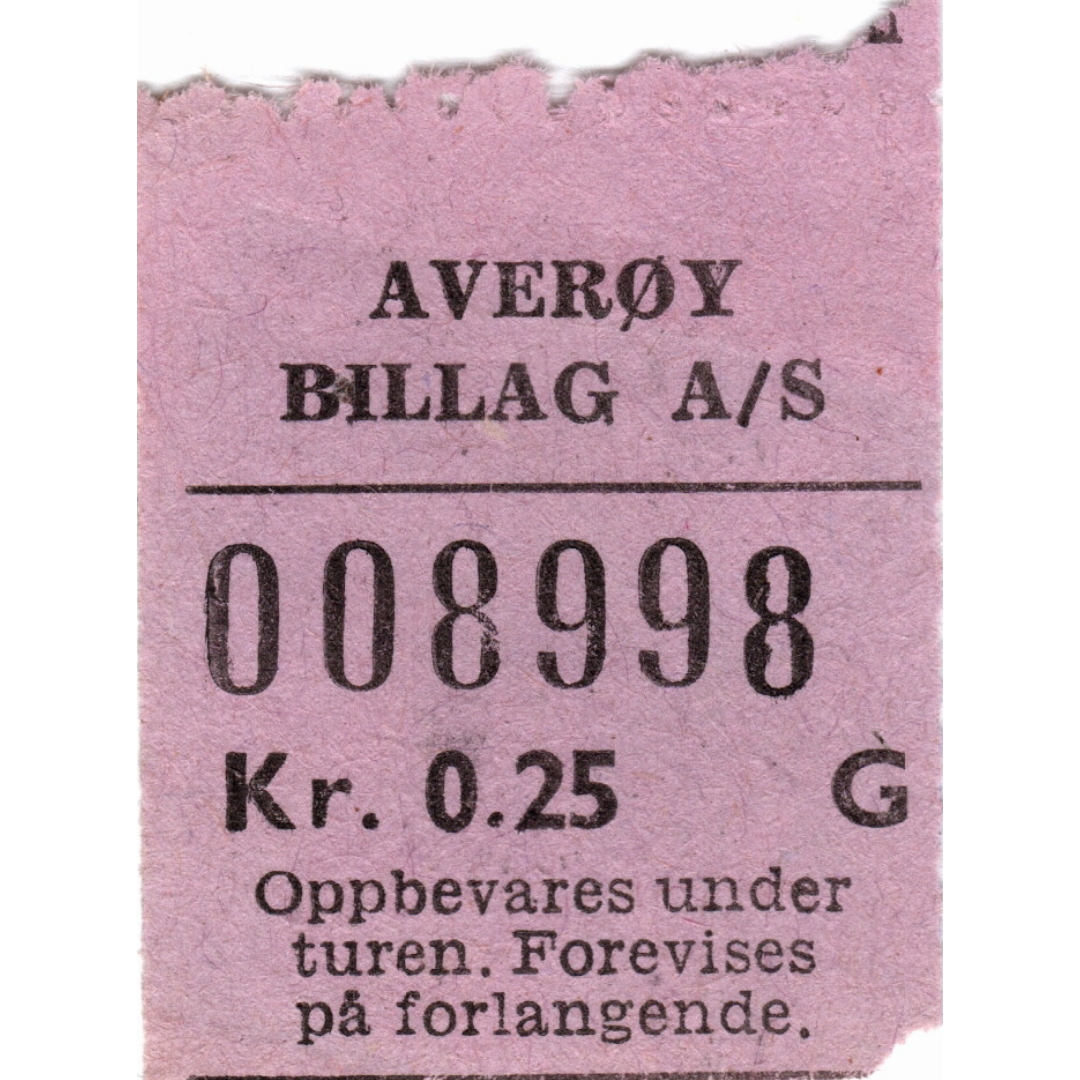 AVERØY
BILLAG A/S
008998
Kr. 0.25 G
Oppbevares under
turen. Forevises
på forlangende.